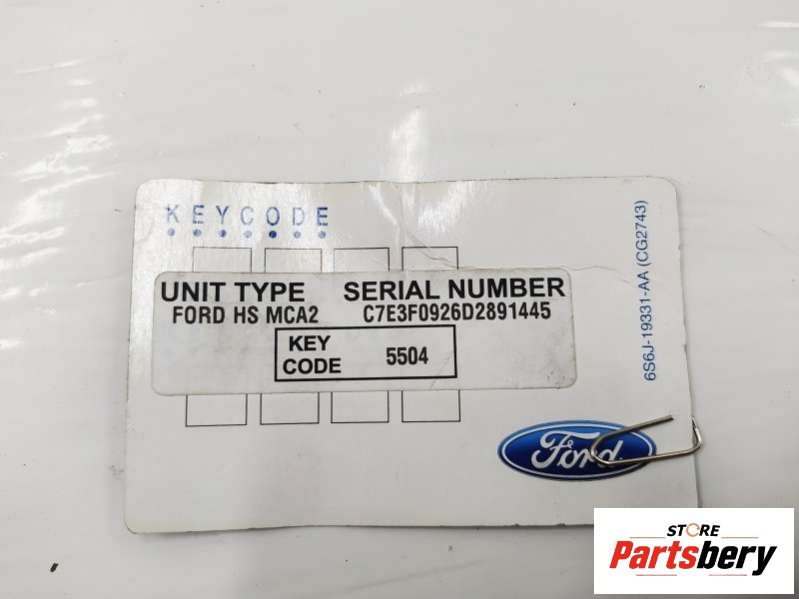 KEYCODE
UNIT TYPE SERIAL NUMBER
FORD HS MCA2 C7E3F0926D2891445
KEY CODE 5504
6S6J-19331-AA (CG2743)
Ford
STORE
Partsbery